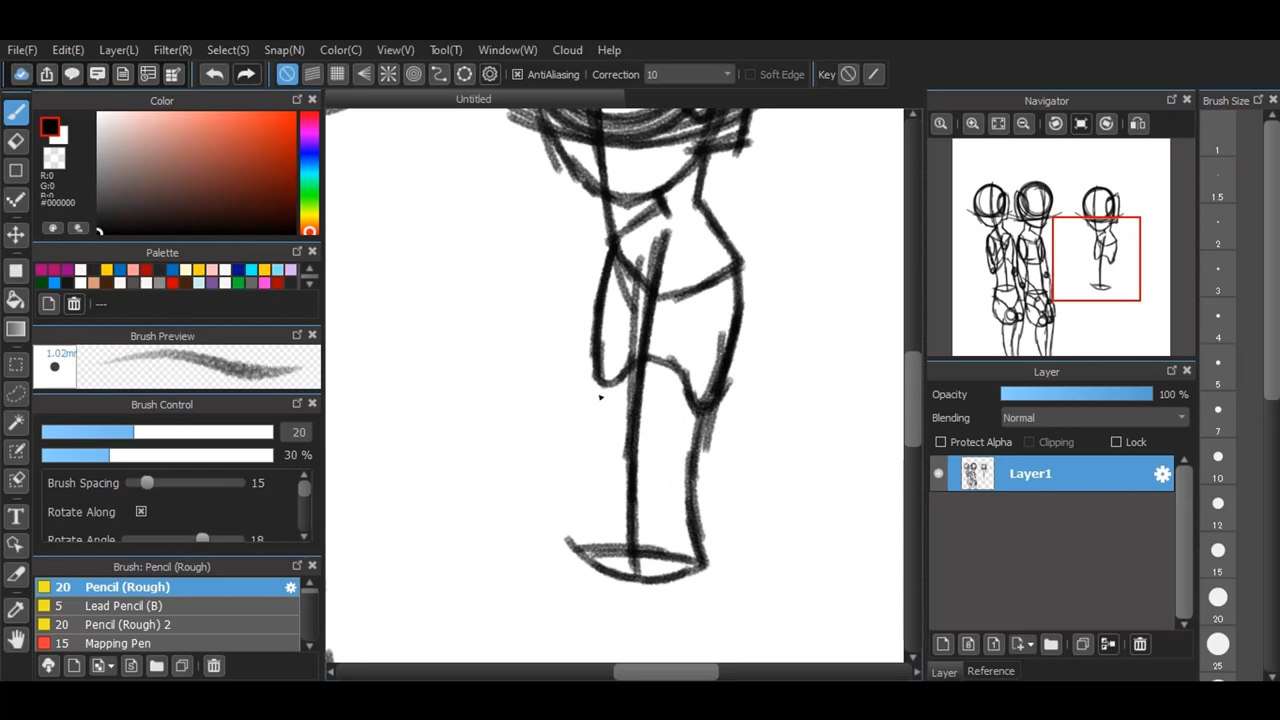 File(F) Edit(E) Layer(L) Filter(R) Select(S) Snap(N) Color(C) View(V) Tool(T) Window(W) Cloud Help
AntiAliasing Correction 10 Soft Edge Key
Color
Untitled
Navigator
Brush Size
R:0
G:0
B:0
#000000
Palette
---
Brush Preview
1.02m
Brush Control
20
30 %
Brush Spacing 15
Rotate Along
Rotate Angle 18
Brush: Pencil (Rough)
20 Pencil (Rough)
5 Lead Pencil (B)
20 Pencil (Rough) 2
15 Mapping Pen
Layer
Opacity 100 %
Blending Normal
Protect Alpha Clipping Lock
Layer1
Layer Reference
1
1.5
2
3
4
5
7
10
12
15
20
25